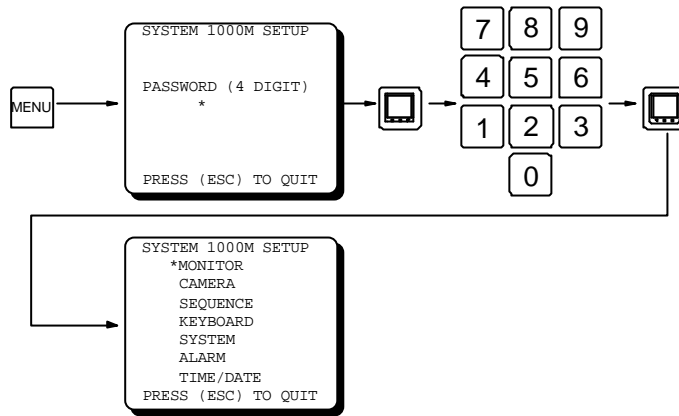 MENU
SYSTEM 1000M SETUP
PASSWORD (4 DIGIT)
*
PRESS (ESC) TO QUIT
7 8 9
4 5 6
1 2 3
0
SYSTEM 1000M SETUP
*MONITOR
CAMERA
SEQUENCE
KEYBOARD
SYSTEM
ALARM
TIME/DATE
PRESS (ESC) TO QUIT